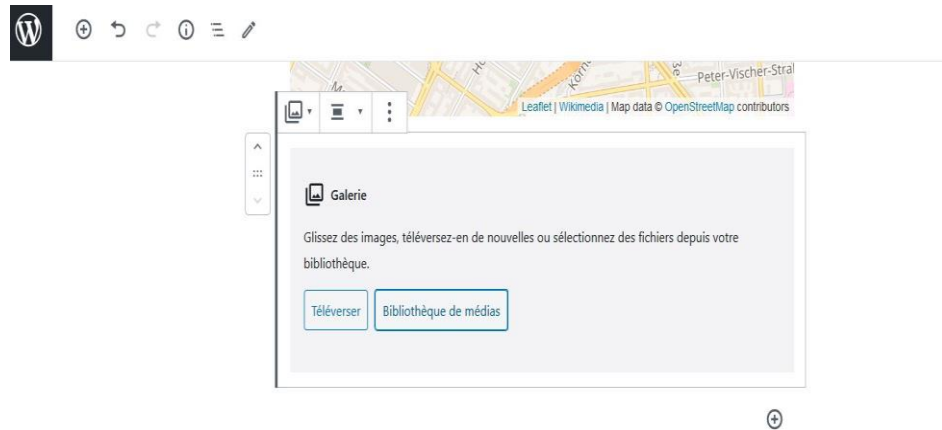 Peter-Vischer-Straß
Leaflet | Wikimedia | Map data © OpenStreetMap contributors
Galerie
Glissez des images, téléversez-en de nouvelles ou sélectionnez des fichiers depuis votre
bibliothèque.
Téléverser
Bibliothèque de médias